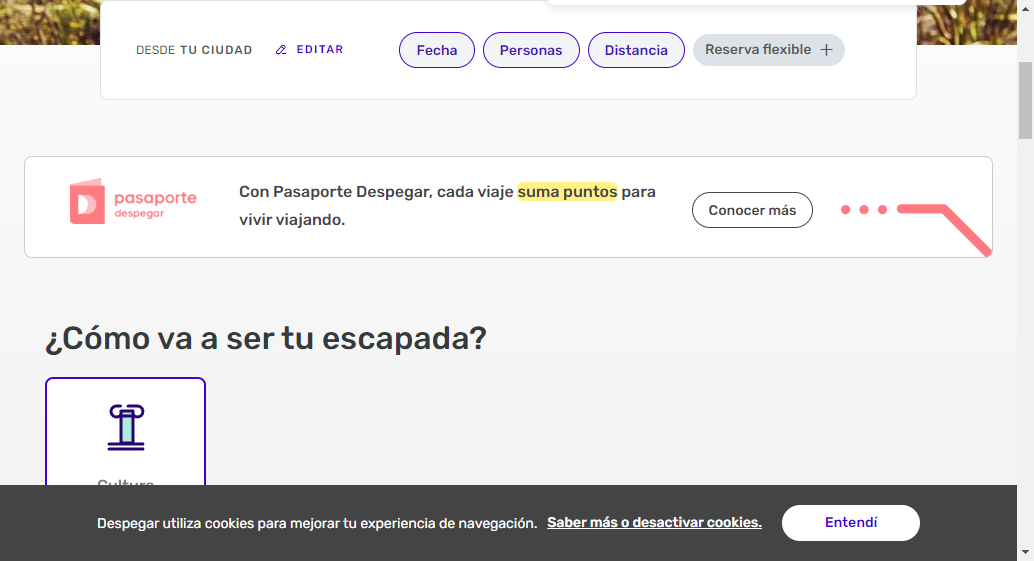 DESDE TU CIUDAD EDITAR Fecha Personas Distancia Reserva flexible
pasaporte
despegar
Con Pasaporte Despegar, cada viaje suma puntos para
vivir viajando.
Conocer más
¿Cómo va a ser tu escapada?
Cultura
Despegar utiliza cookies para mejorar tu experiencia de navegación. Saber más o desactivar cookies. Entendí